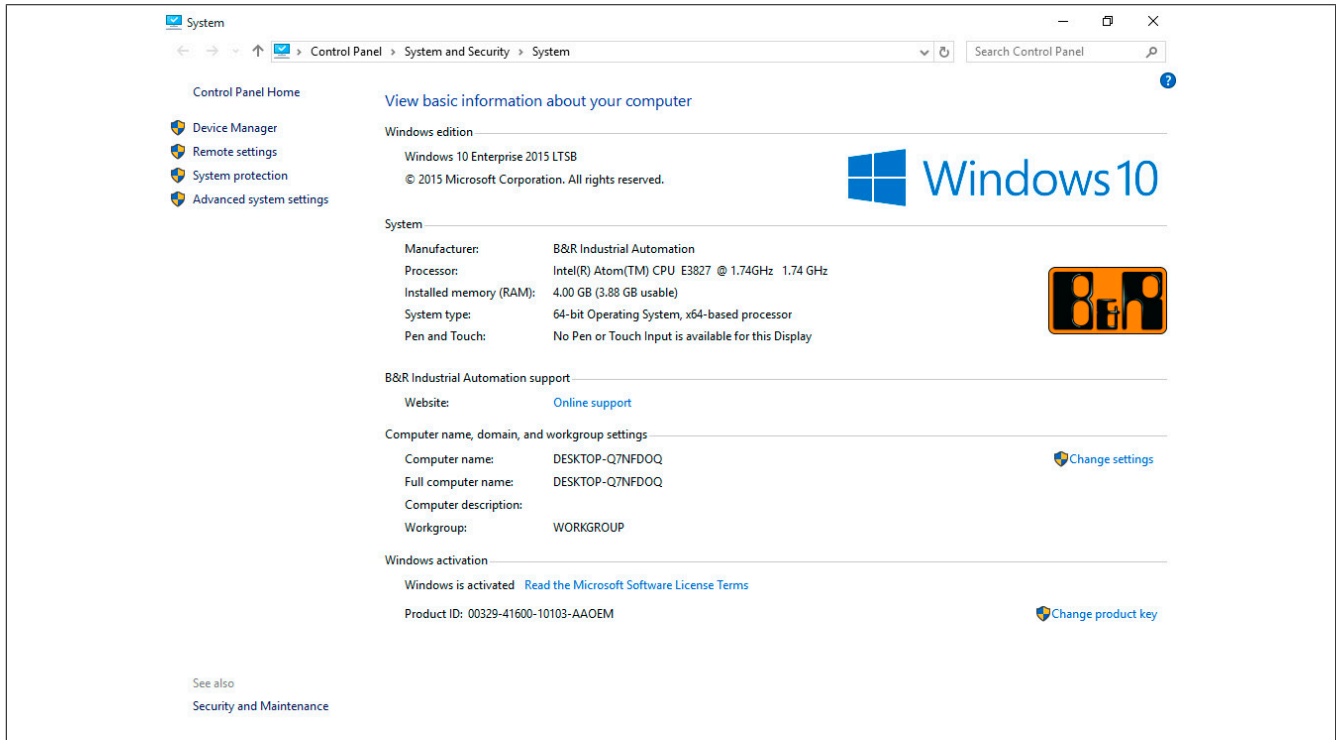 System
Control Panel > System and Security > System
Search Control Panel
?
Control Panel Home
Device Manager
Remote settings
System protection
Advanced system settings
View basic information about your computer
Windows edition
Windows 10 Enterprise 2015 LTSB
© 2015 Microsoft Corporation. All rights reserved.
Windows 10
System
Manufacturer: B&R Industrial Automation
Processor: Intel(R) Atom(TM) CPU E3827 @ 1.74GHz 1.74 GHz
Installed memory (RAM): 4.00 GB (3.88 GB usable)
System type: 64-bit Operating System, x64-based processor
Pen and Touch: No Pen or Touch Input is available for this Display
B&R
B&R Industrial Automation support
Website: Online support
Computer name, domain, and workgroup settings
Computer name: DESKTOP-Q7NFDOQ
Change settings
Full computer name: DESKTOP-Q7NFDOQ
Computer description:
Workgroup: WORKGROUP
Windows activation
Windows is activated Read the Microsoft Software License Terms
Product ID: 00329-41600-10103-AAOEM
Change product key
See also
Security and Maintenance